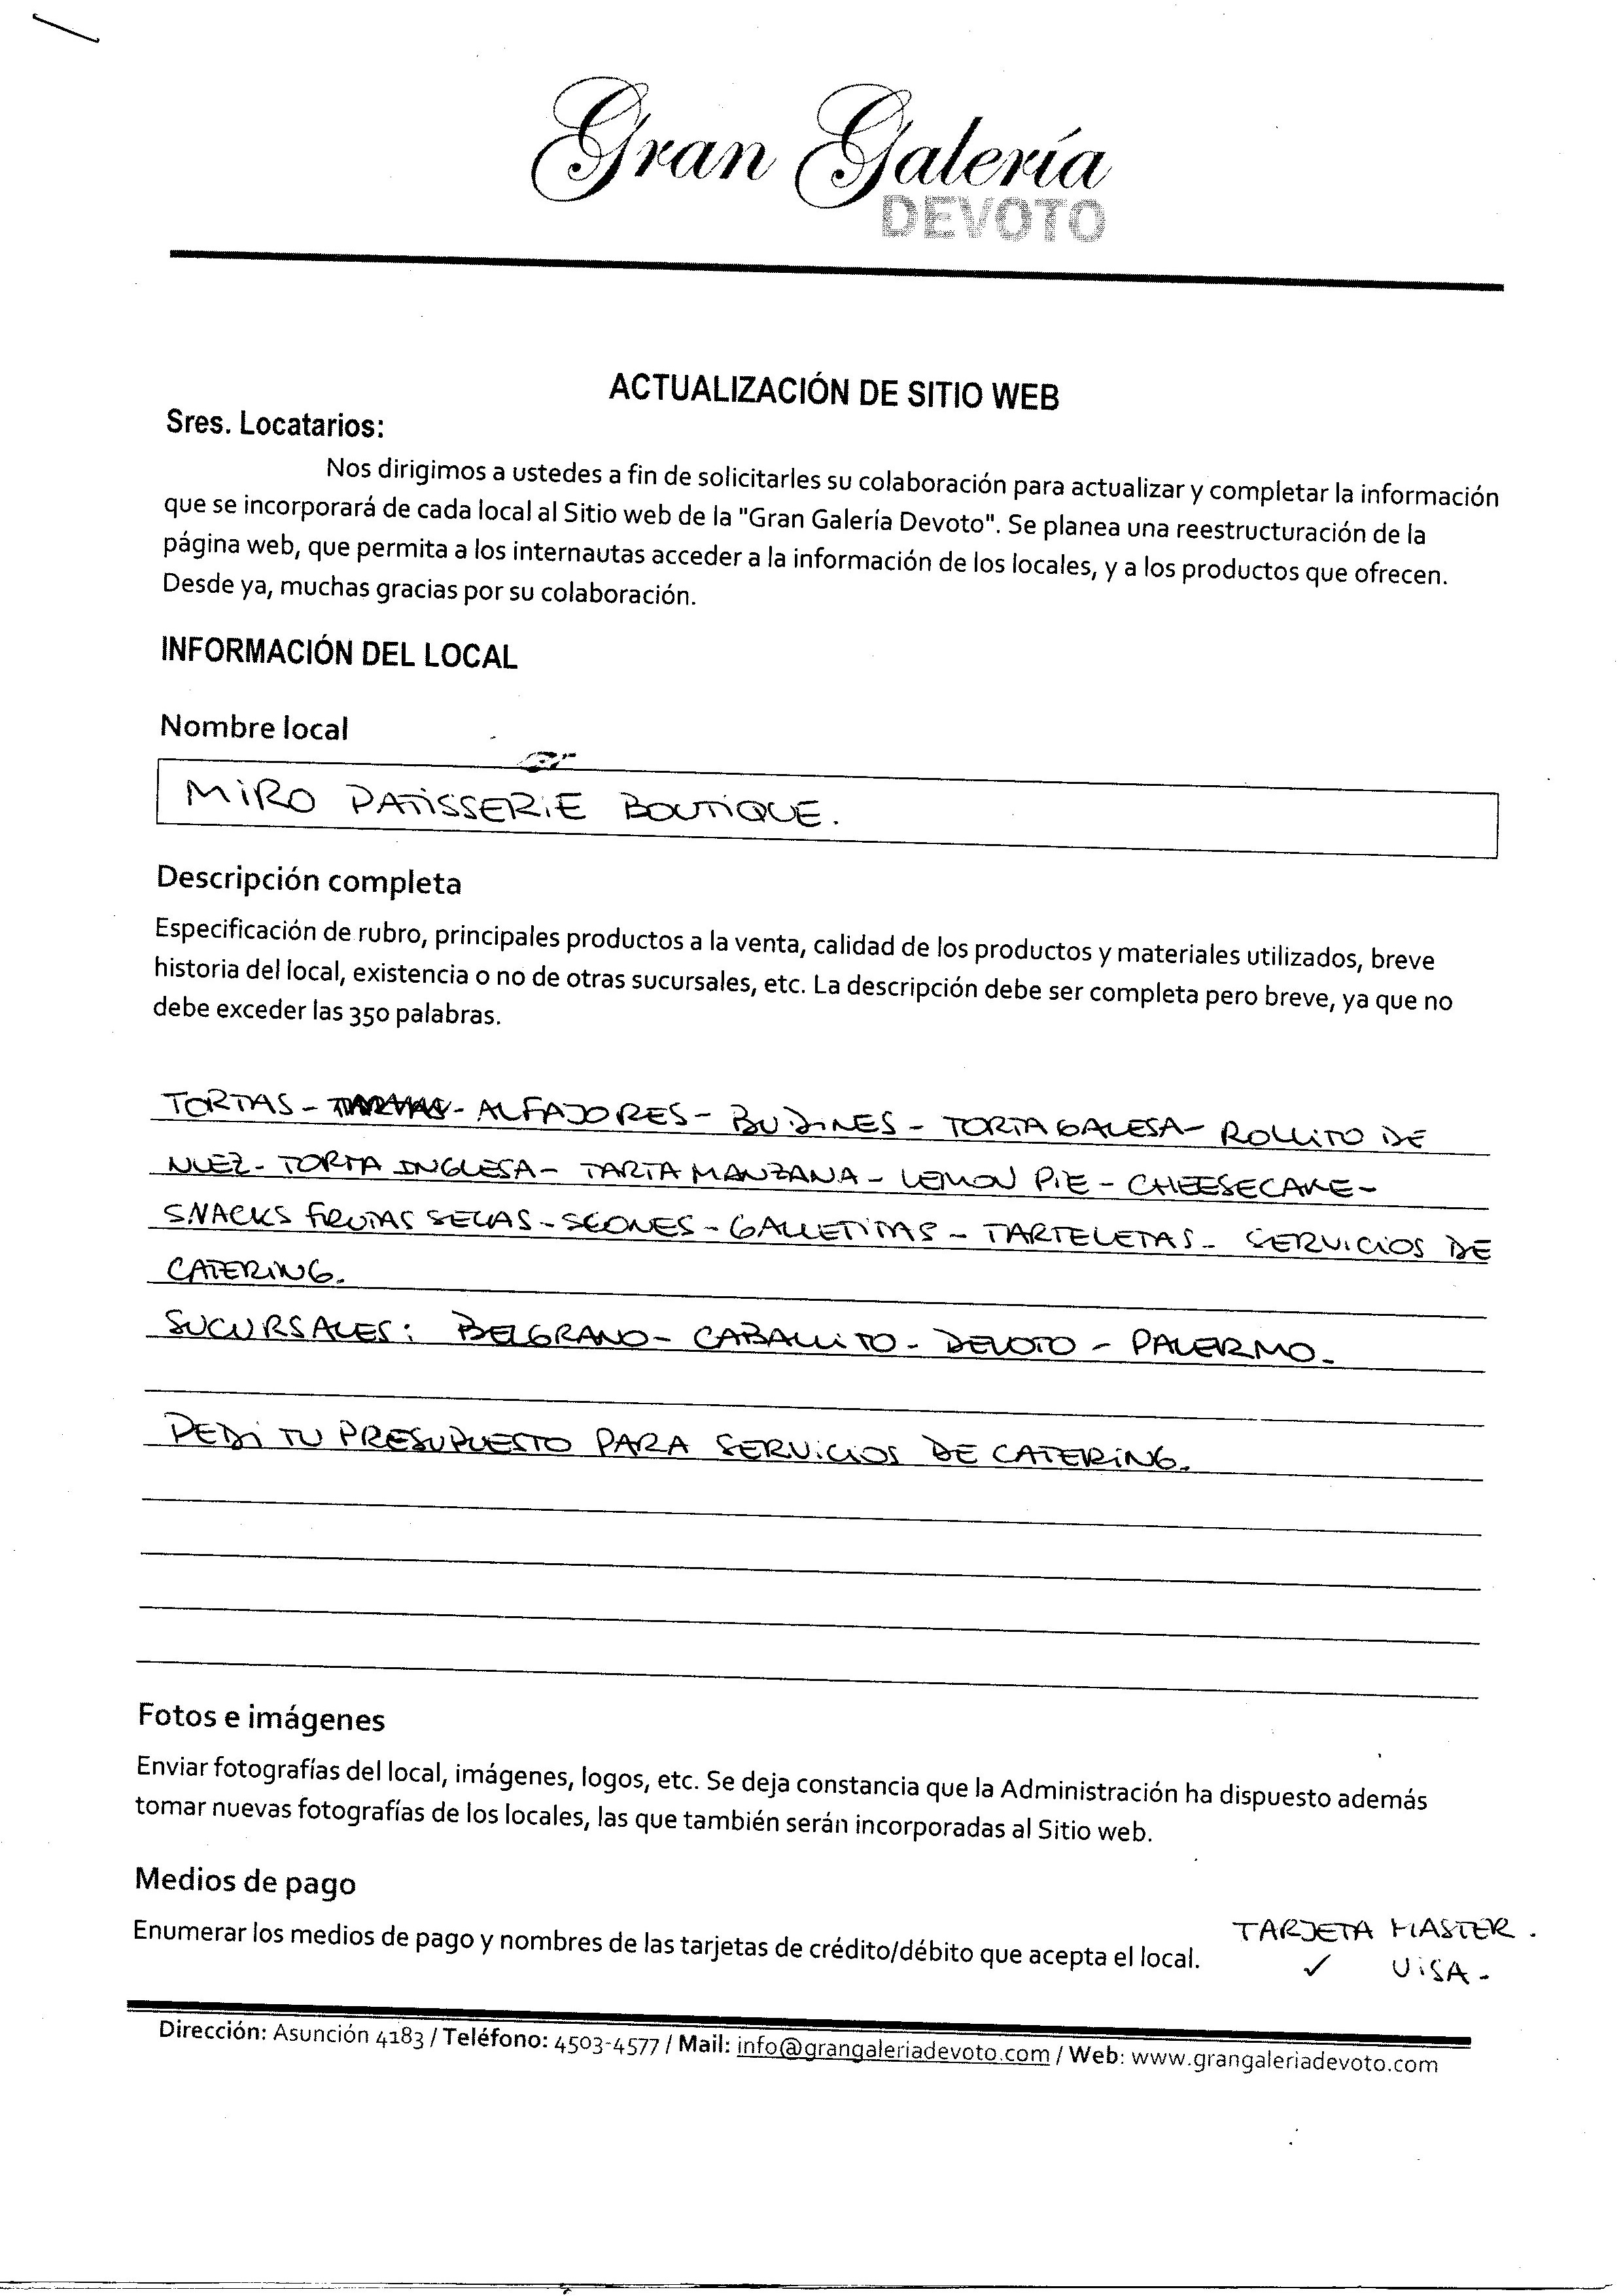 Gran Galería
DEVOTO
ACTUALIZACIÓN DE SITIO WEB
Sres. Locatarios:
Nos dirigimos a ustedes a fin de solicitarles su colaboración para actualizar y completar la información
que se incorporará de cada local al Sitio web de la "Gran Galería Devoto". Se planea una reestructuración de la
página web, que permita a los internautas acceder a la información de los locales, y a los productos que ofrecen.
Desde ya, muchas gracias por su colaboración.
INFORMACIÓN DEL LOCAL
Nombre local
MIRO PATISSERIE BOUTIQUE.
Descripción completa
Especificación de rubro, principales productos a la venta, calidad de los productos y materiales utilizados, breve
historia del local, existencia o no de otras sucursales, etc. La descripción debe ser completa pero breve, ya que no
debe exceder las 350 palabras.
TORTAS - - ALFAJORES - BUDINES - TORTA GALESA - ROLLITO DE
NUEZ - TORTA INGLESA - TARTA MANZANA - LEMON PIE - CHEESECAKE -
SNACKS FRUTAS SECAS - SCONES - GALLETITAS - TARTELETAS - SERVICIOS DE
CATERING.
SUCURSALES: BELGRANO - CABALLITO - DEVOTO - PALERMO -
PEDI TU PRESUPUESTO PARA SERVICIOS DE CATERING.
Fotos e imágenes
Enviar fotografías del local, imágenes, logos, etc. Se deja constancia que la Administración ha dispuesto además
tomar nuevas fotografías de los locales, las que también serán incorporadas al Sitio web.
Medios de pago
Enumerar los medios de pago y nombres de las tarjetas de crédito/débito que acepta el local. TARJETA MASTER.
✓ VISA -
Dirección: Asunción 4183 / Teléfono: 4503-4577 / Mail: info@grangaleriadevoto.com / Web: www.grangaleriadevoto.com